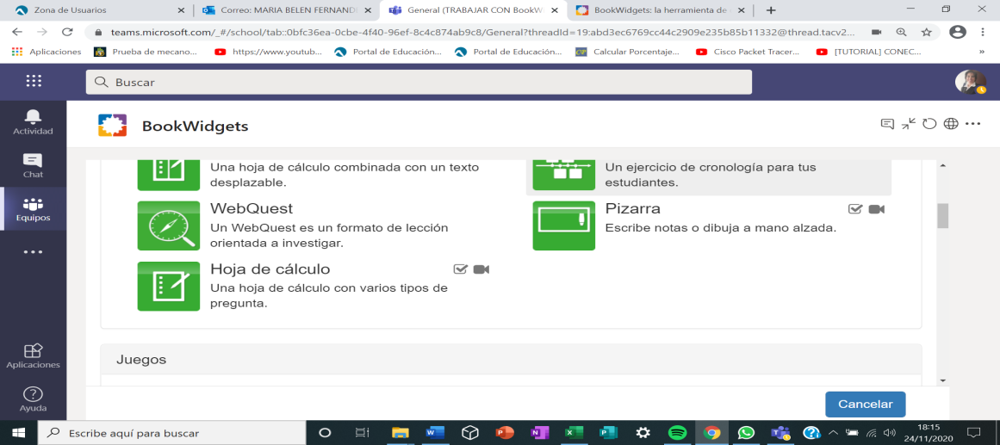 Zona de Usuarios
Correo: MARIA BELEN FERNAND
General (TRABAJAR CON BookW
BookWidgets: la herramienta de
teams.microsoft.com/_#/school/tab::0bfc36ea-0cbe-4f40-96ef-8c4c874ab9c8/General?threadId=19:abd3ec6769cc44c2909e235b85b11332@thread.tacv2...
Aplicaciones
Prueba de mecano...
https://www.youtub...
Portal de Educación...
Portal de Educación...
Calcular Porcentaje...
Cisco Packet Tracer...
[TUTORIAL] CONEC...
Buscar
Actividad
Chat
Equipos
Aplicaciones
Ayuda
BookWidgets
Una hoja de cálculo combinada con un texto
desplazable.
Un ejercicio de cronología para tus
estudiantes.
WebQuest
Un WebQuest es un formato de lección
orientada a investigar.
Pizarra
Escribe notas o dibuja a mano alzada.
Hoja de cálculo
Una hoja de cálculo con varios tipos de
pregunta.
Juegos
Cancelar
Escribe aquí para buscar
18:15
24/11/2020